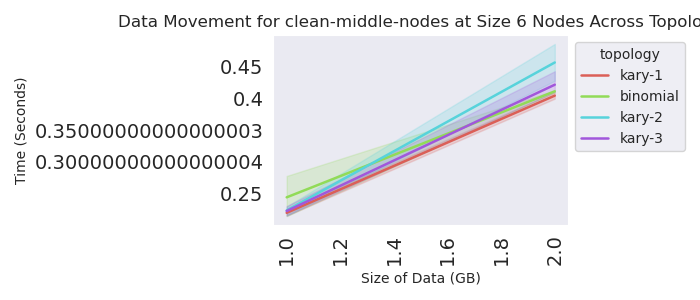 Data Movement for clean-middle-nodes at Size 6 Nodes Across Topolo
topology
kary-1
binomial
kary-2
kary-3
Time (Seconds)
0.45
0.4
0.35000000000000003
0.30000000000000004
0.25
1.0
1.2
1.4
1.6
1.8
2.0
Size of Data (GB)